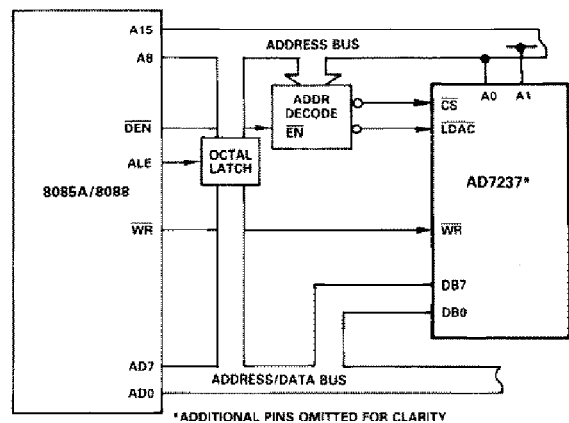 A15
ADDRESS BUS
A8
ADDR
DECODE
EN
CS
LDAC
A0
A1
DEN
ALE
OCTAL
LATCH
8085A/8088
AD7237*
WR
WR
DB7
DB0
AD7
ADDRESS/DATA BUS
AD0
*ADDITIONAL PINS OMITTED FOR CLARITY